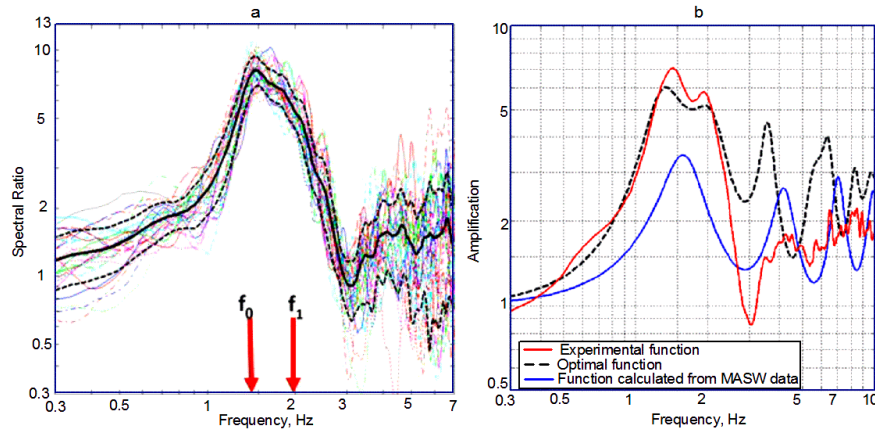 a
13
10
5
2
1
0.5
0.3
Spectral Ratio
f0
f1
0.3
0.5
1
2
3
5
7
Frequency, Hz
b
10
5
2
1
0.5
Amplification
Experimental function
Optimal function
Function calculated from MASW data
0.3
1
2
5
7
10
Frequency, Hz